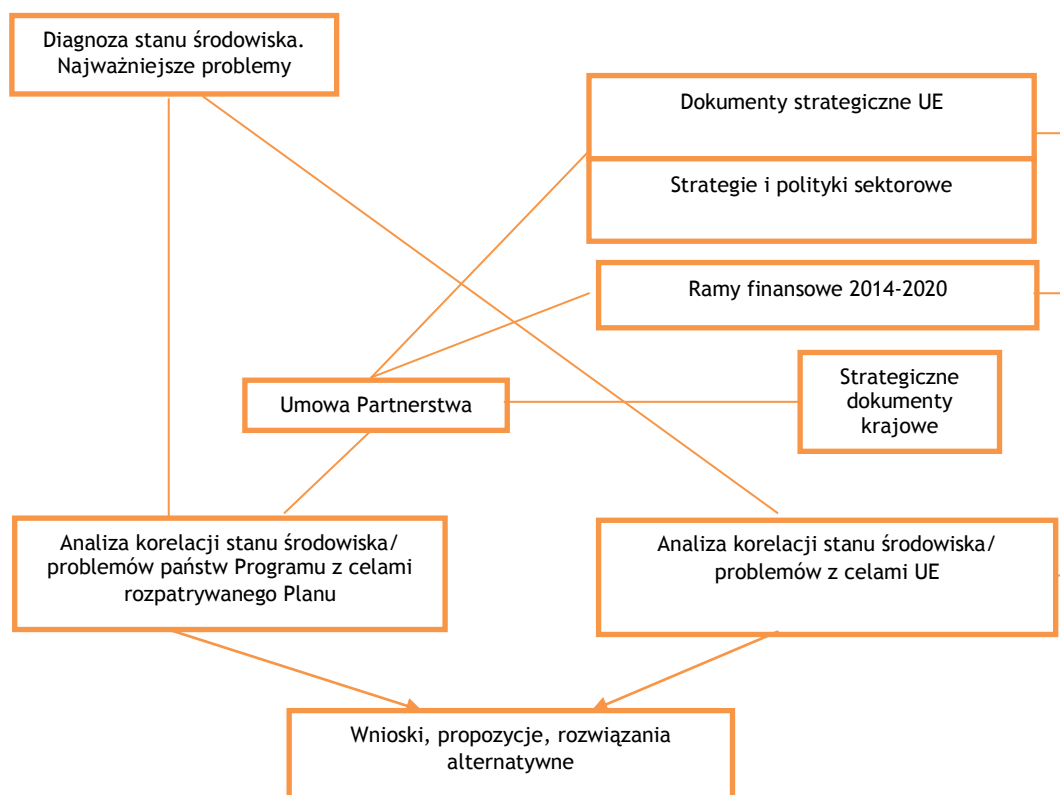 Diagnoza stanu środowiska.
Najważniejsze problemy
Dokumenty strategiczne UE
Strategie i polityki sektorowe
Ramy finansowe 2014-2020
Umowa Partnerstwa
Strategiczne
dokumenty
krajowe
Analiza korelacji stanu środowiska/
problemów państw Programu z celami
rozpatrywanego Planu
Analiza korelacji stanu środowiska/
problemów z celami UE
Wnioski, propozycje, rozwiązania
alternatywne